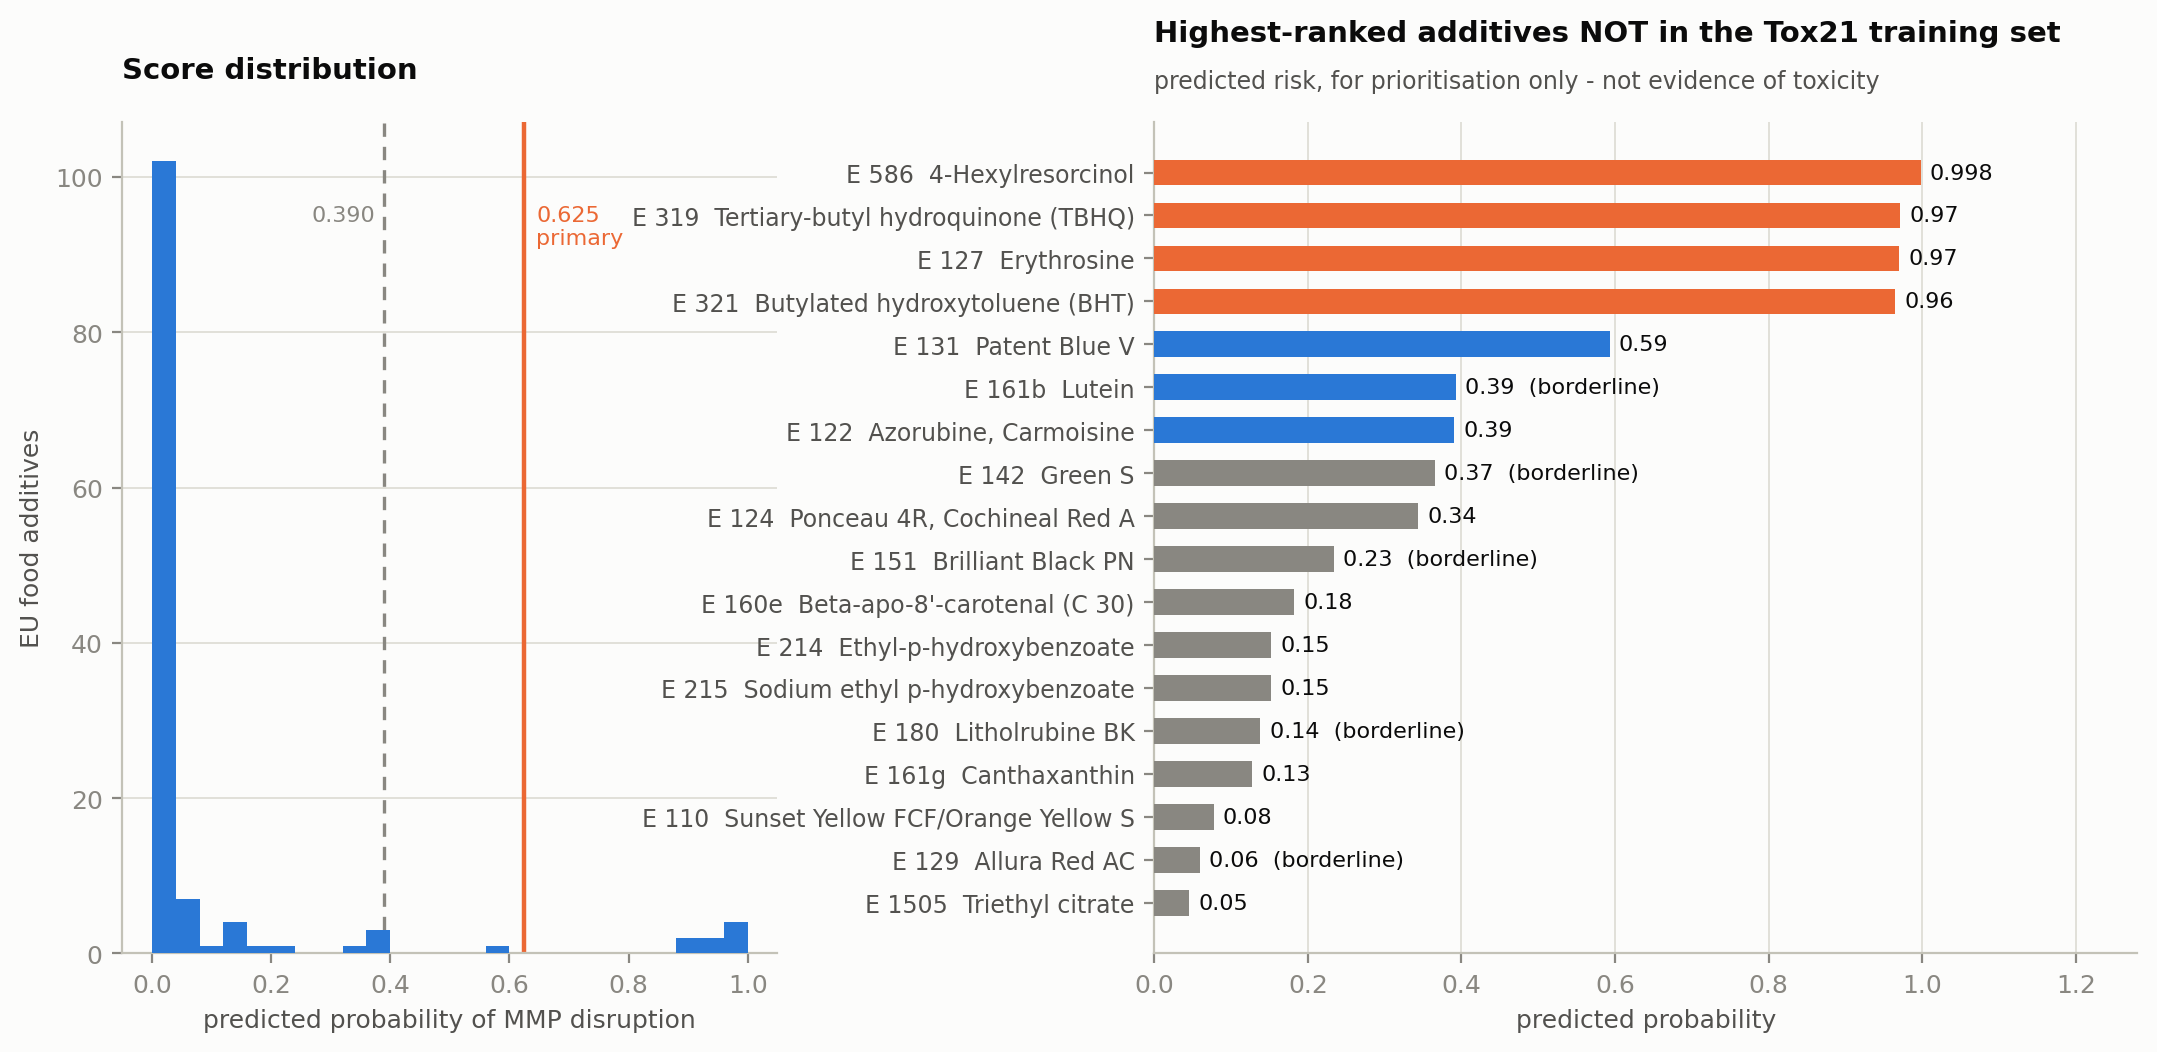 Score distribution
0.390
0.625
primary
100
80
60
40
20
0
EU food additives
0.0 0.2 0.4 0.6 0.8 1.0
predicted probability of MMP disruption
Highest-ranked additives NOT in the Tox21 training set
predicted risk, for prioritisation only - not evidence of toxicity
E 586 4-Hexylresorcinol 0.998
E 319 Tertiary-butyl hydroquinone (TBHQ) 0.97
E 127 Erythrosine 0.97
E 321 Butylated hydroxytoluene (BHT) 0.96
E 131 Patent Blue V 0.59
E 161b Lutein 0.39 (borderline)
E 122 Azorubine, Carmoisine 0.39
E 142 Green S 0.37 (borderline)
E 124 Ponceau 4R, Cochineal Red A 0.34
E 151 Brilliant Black PN 0.23 (borderline)
E 160e Beta-apo-8'-carotenal (C 30) 0.18
E 214 Ethyl-p-hydroxybenzoate 0.15
E 215 Sodium ethyl p-hydroxybenzoate 0.15
E 180 Litholrubine BK 0.14 (borderline)
E 161g Canthaxanthin 0.13
E 110 Sunset Yellow FCF/Orange Yellow S 0.08
E 129 Allura Red AC 0.06 (borderline)
E 1505 Triethyl citrate 0.05
0.0 0.2 0.4 0.6 0.8 1.0 1.2
predicted probability